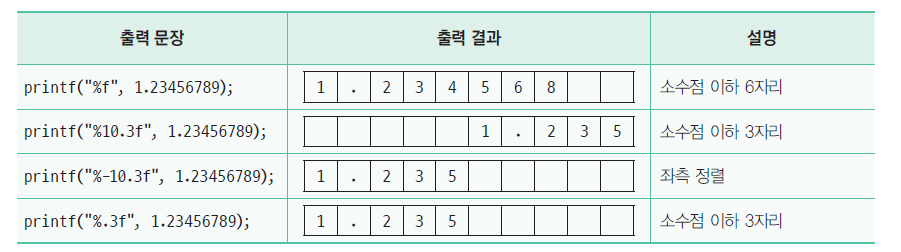 출력 문장 출력 결과 설명
printf("%f", 1.23456789); 1 . 2 3 4 5 6 8 소수점 이하 6자리
printf("%10.3f", 1.23456789); 1 . 2 3 5 소수점 이하 3자리
printf("%-10.3f", 1.23456789); 1 . 2 3 5 좌측 정렬
printf("%.3f", 1.23456789); 1 . 2 3 5 소수점 이하 3자리